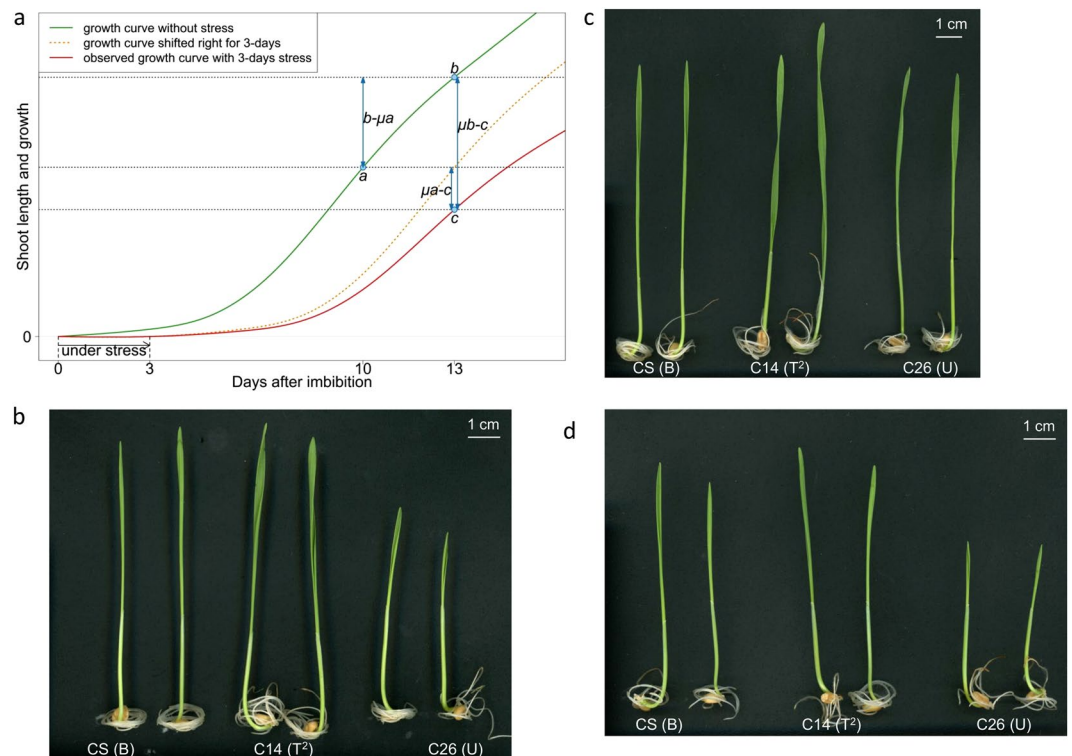 a
growth curve without stress
growth curve shifted right for 3-days
observed growth curve with 3-days stress
Shoot length and growth
b
b-μa
μb-c
a
μa-c
c
0
under stress
0
3
10
13
Days after imbibition
c
1 cm
CS (B)
C14 (T²)
C26 (U)
b
1 cm
CS (B)
C14 (T²)
C26 (U)
d
1 cm
CS (B)
C14 (T²)
C26 (U)